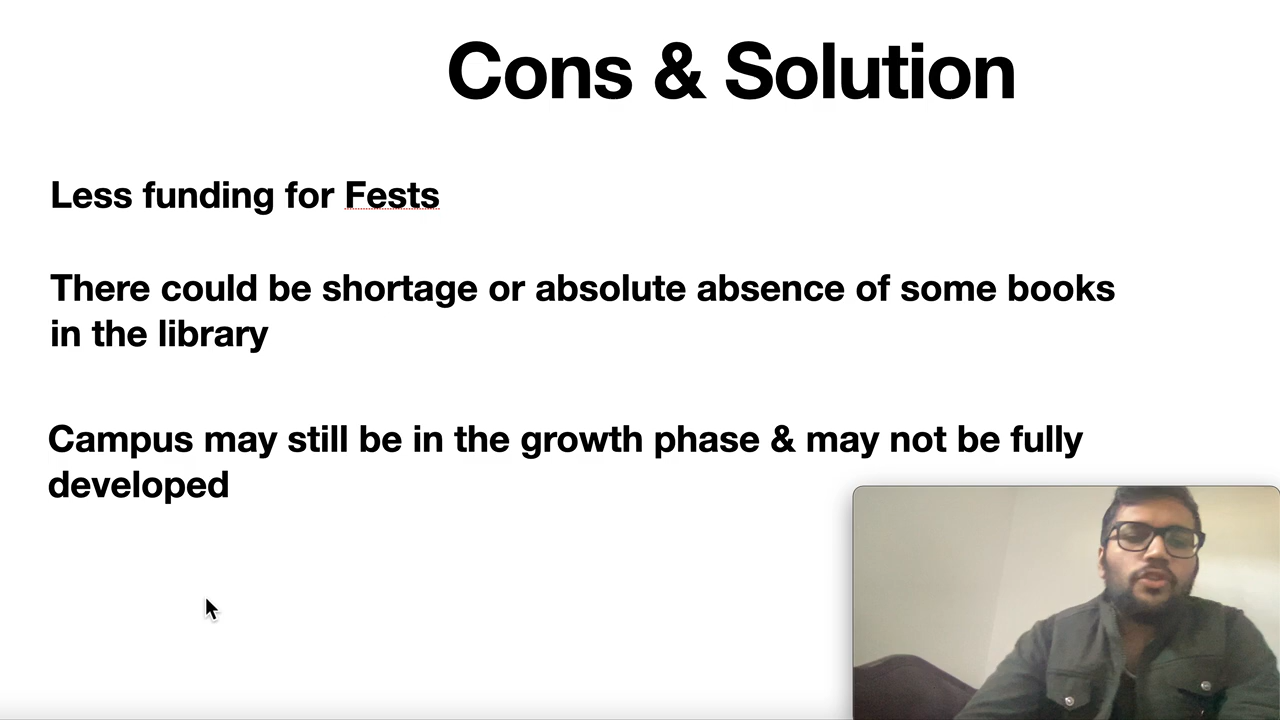 Cons & Solution
Less funding for Fests
There could be shortage or absolute absence of some books
in the library
Campus may still be in the growth phase & may not be fully
developed